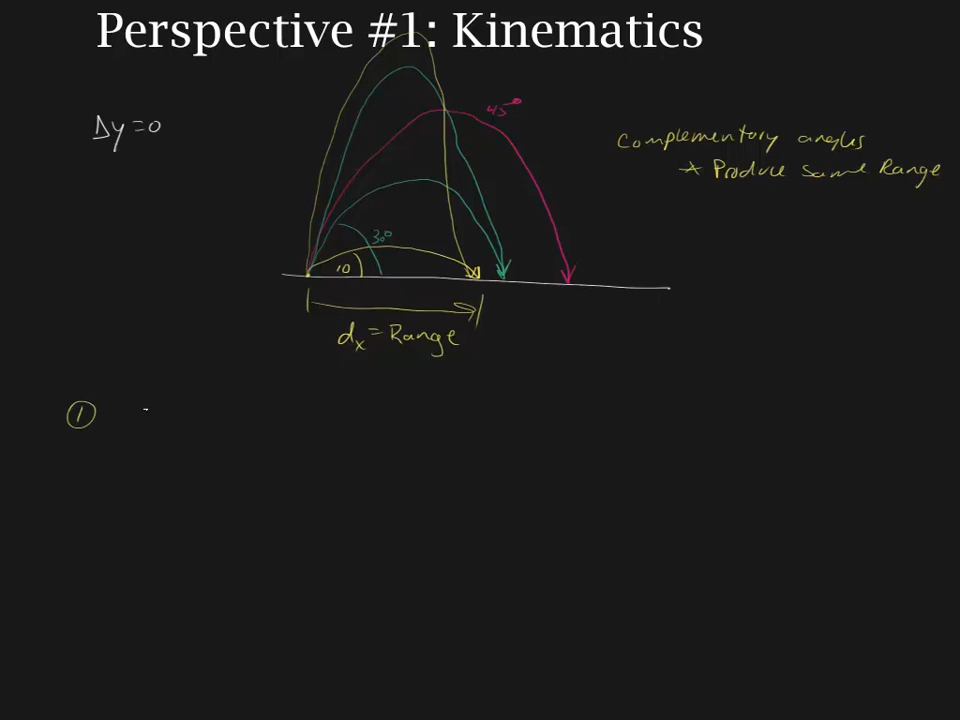 Perspective #1: Kinematics
Δy = 0
45°
Complementary angles
* Produce same Range
30°
10
dₓ = Range
①